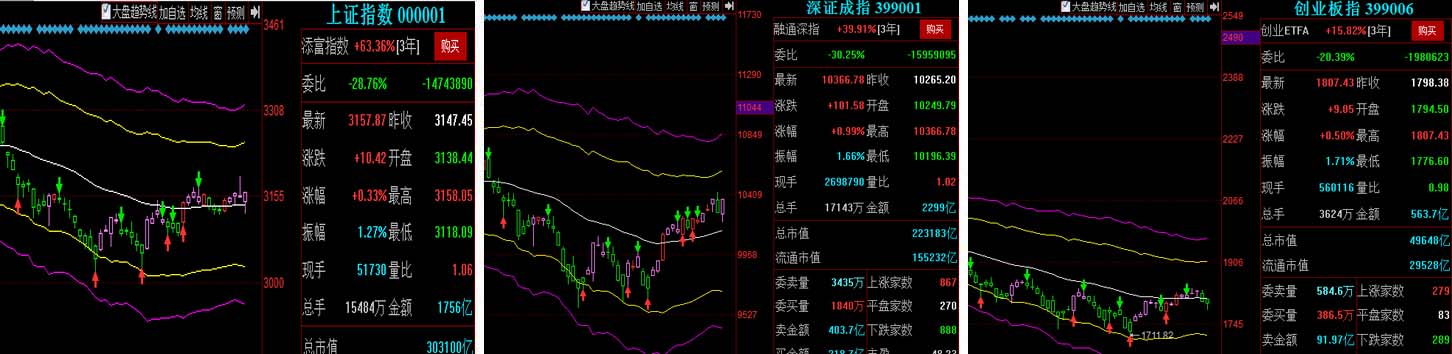 大盘趋势线 加自选 均线 窗 预测
3461
3308
3155
3000
上证指数 000001
添富指数 +63.36%[3年] 购买
委比 -28.76% -14743890
最新 3157.87 昨收 3147.45
涨跌 +10.42 开盘 3138.44
涨幅 +0.33% 最高 3158.05
振幅 1.27% 最低 3118.09
现手 51730 量比 1.06
总手 15484万 金额 1756亿
总市值 303100亿
大盘趋势线 加自选 均线 窗 预测
11730
11290
11044
10849
10409
9968
9527
深证成指 399001
融通深指 +39.91%[3年] 购买
委比 -30.25% -15959095
最新 10366.78 昨收 10265.20
涨跌 +101.58 开盘 10249.79
涨幅 +0.99% 最高 10366.78
振幅 1.66% 最低 10196.39
现手 2698790 量比 1.02
总手 17143万 金额 2299亿
总市值 223183亿
流通市值 155232亿
委卖量 3435万 上涨家数 867
委买量 1840万 平盘家数 270
卖金额 403.7亿 下跌家数 888
大盘趋势线 加自选 均线 窗 预测
2549
2490
2388
2227
2066
1906
1745
1711.82
创业板指 399006
创业ETFA +15.82%[3年] 购买
委比 -20.39% -1980623
最新 1807.43 昨收 1798.38
涨跌 +9.05 开盘 1794.50
涨幅 +0.50% 最高 1807.43
振幅 1.71% 最低 1776.60
现手 560116 量比 0.98
总手 3624万 金额 563.7亿
总市值 49648亿
流通市值 29528亿
委卖量 584.6万 上涨家数 279
委买量 386.5万 平盘家数 83
卖金额 91.97亿 下跌家数 289